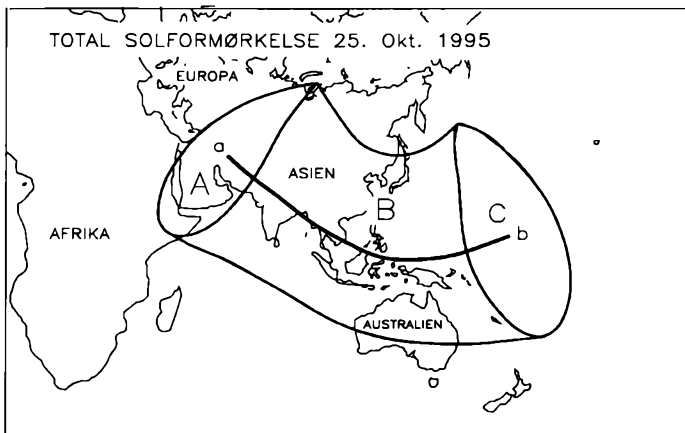 TOTAL SOLFORMØRKELSE 25. Okt. 1995
EUROPA
a
ASIEN
A
B
C
b
AFRIKA
AUSTRALIEN